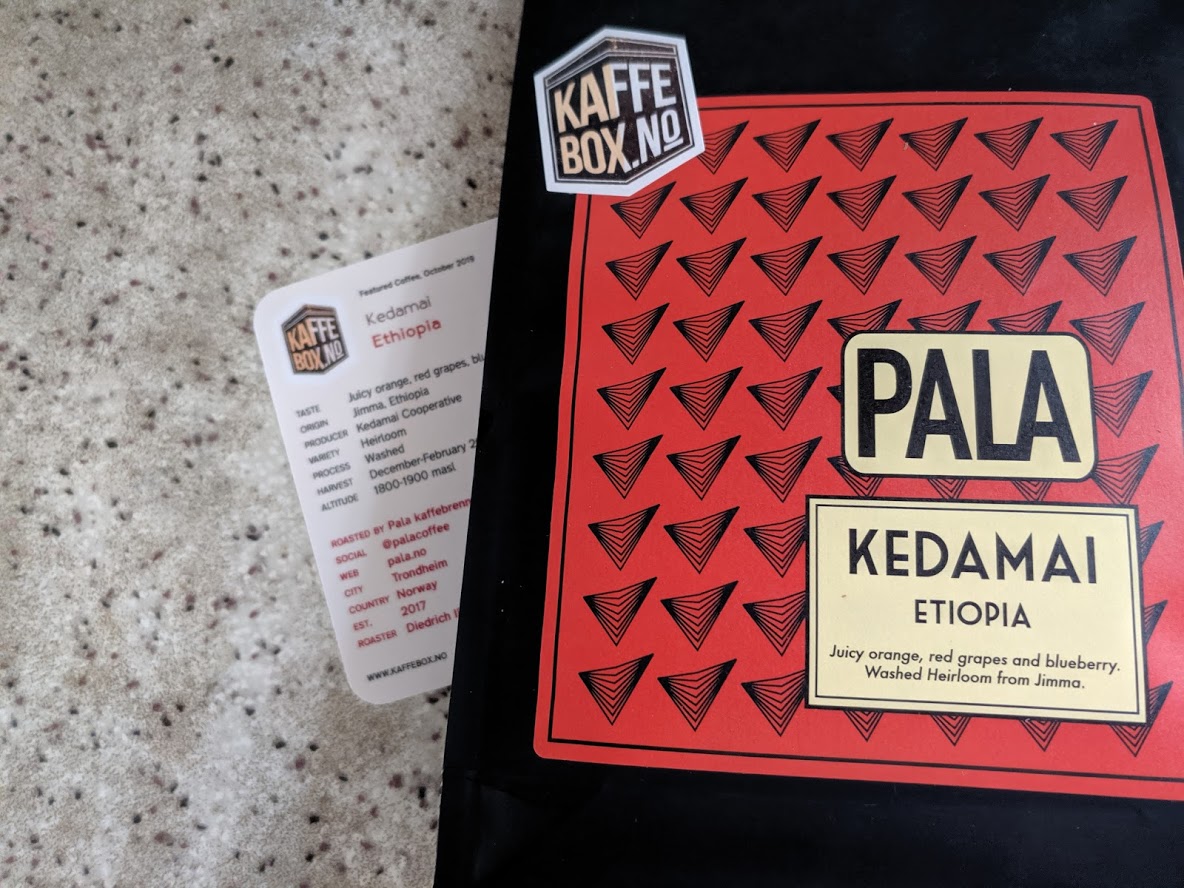 KAFFE
BOX.NO
PALA
KEDAMAI
ETIOPIA
Juicy orange, red grapes and blueberry.
Washed Heirloom from Jimma.
Featured Coffee, October 2019
KAFFE
BOX.NO
Kedamai
Ethiopia
TASTE Juicy orange, red grapes,
ORIGIN Jimma, Ethiopia
PRODUCER Kedamai Cooperative
VARIETY Heirloom
PROCESS Washed
HARVEST December-February
ALTITUDE 1800-1900 masl
ROASTED BY Pala kaffebrenn
SOCIAL @palacoffee
WEB pala.no
CITY Trondheim
COUNTRY Norway
EST. 2017
ROASTER Diedrich
WWW.KAFFEBOX.NO